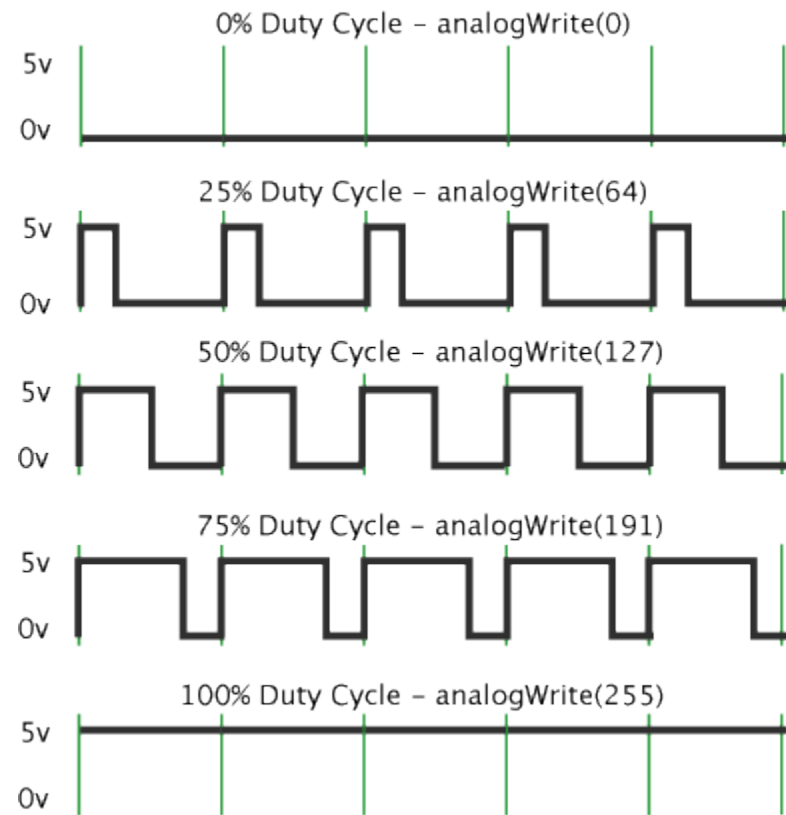 0% Duty Cycle – analogWrite(0)
5v
0v
25% Duty Cycle – analogWrite(64)
5v
0v
50% Duty Cycle – analogWrite(127)
5v
0v
75% Duty Cycle – analogWrite(191)
5v
0v
100% Duty Cycle – analogWrite(255)
5v
0v